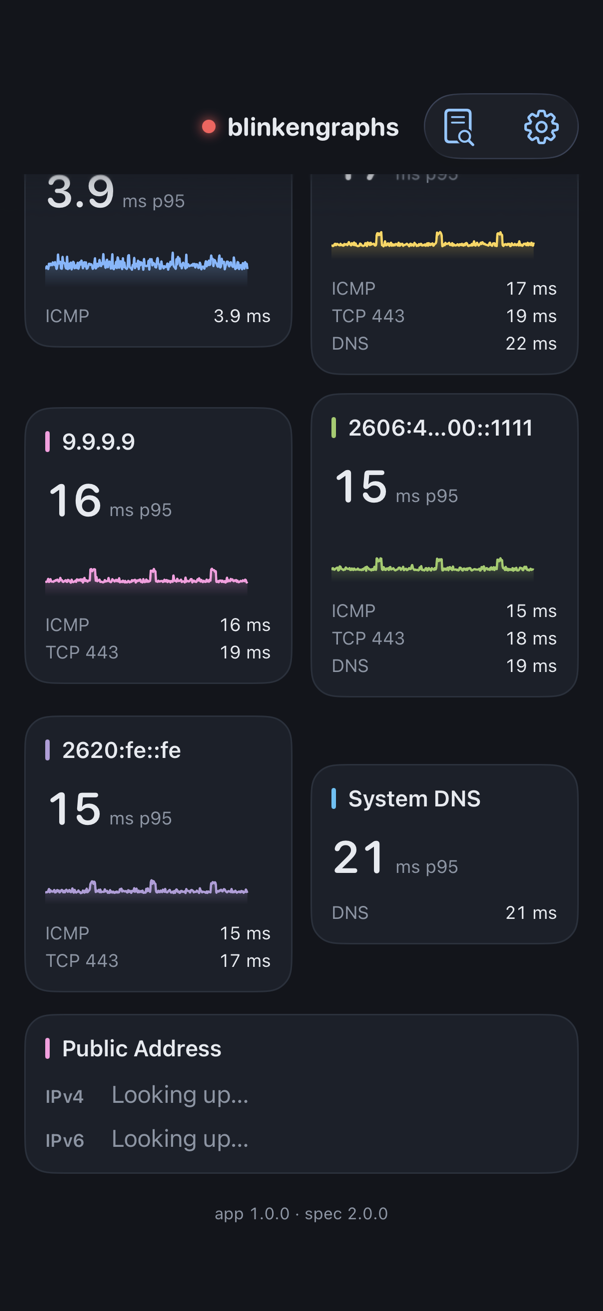 blinkengraphs
3.9 ms p95
ICMP 3.9 ms
ms p95
ICMP 17 ms
TCP 443 19 ms
DNS 22 ms
9.9.9.9
16 ms p95
ICMP 16 ms
TCP 443 19 ms
2606:4...00::1111
15 ms p95
ICMP 15 ms
TCP 443 18 ms
DNS 19 ms
2620:fe::fe
15 ms p95
ICMP 15 ms
TCP 443 17 ms
System DNS
21 ms p95
DNS 21 ms
Public Address
IPv4 Looking up...
IPv6 Looking up...
app 1.0.0 · spec 2.0.0